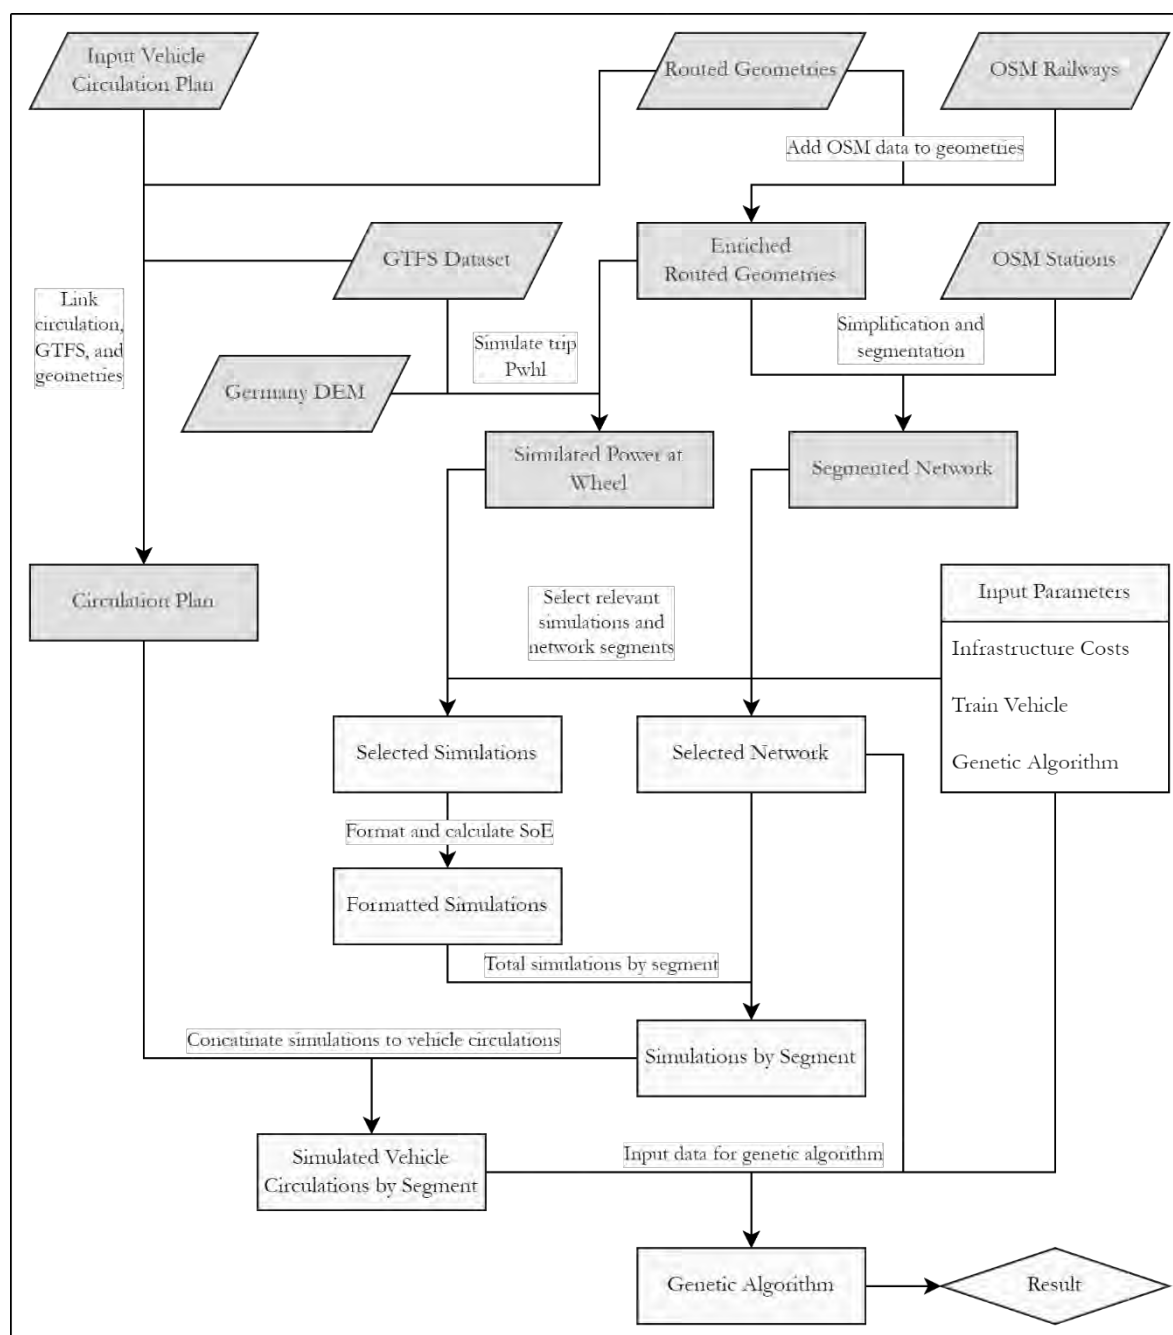 Input Vehicle
Circulation Plan
Routed Geometries
OSM Railways
Add OSM data to geometries
GTFS Dataset
Enriched
Routed Geometries
OSM Stations
Link
circulation,
GTFS, and
geometries
Simulate trip
Pwhl
Simplification and
segmentation
Germany DEM
Simulated Power at
Wheel
Segmented Network
Circulation Plan
Select relevant
simulations and
network segments
Input Parameters
Infrastructure Costs
Train Vehicle
Genetic Algorithm
Selected Simulations
Selected Network
Format and calculate SoE
Formatted Simulations
Total simulations by segment
Concatinate simulations to vehicle circulations
Simulations by Segment
Simulated Vehicle
Circulations by Segment
Input data for genetic algorithm
Genetic Algorithm
Result